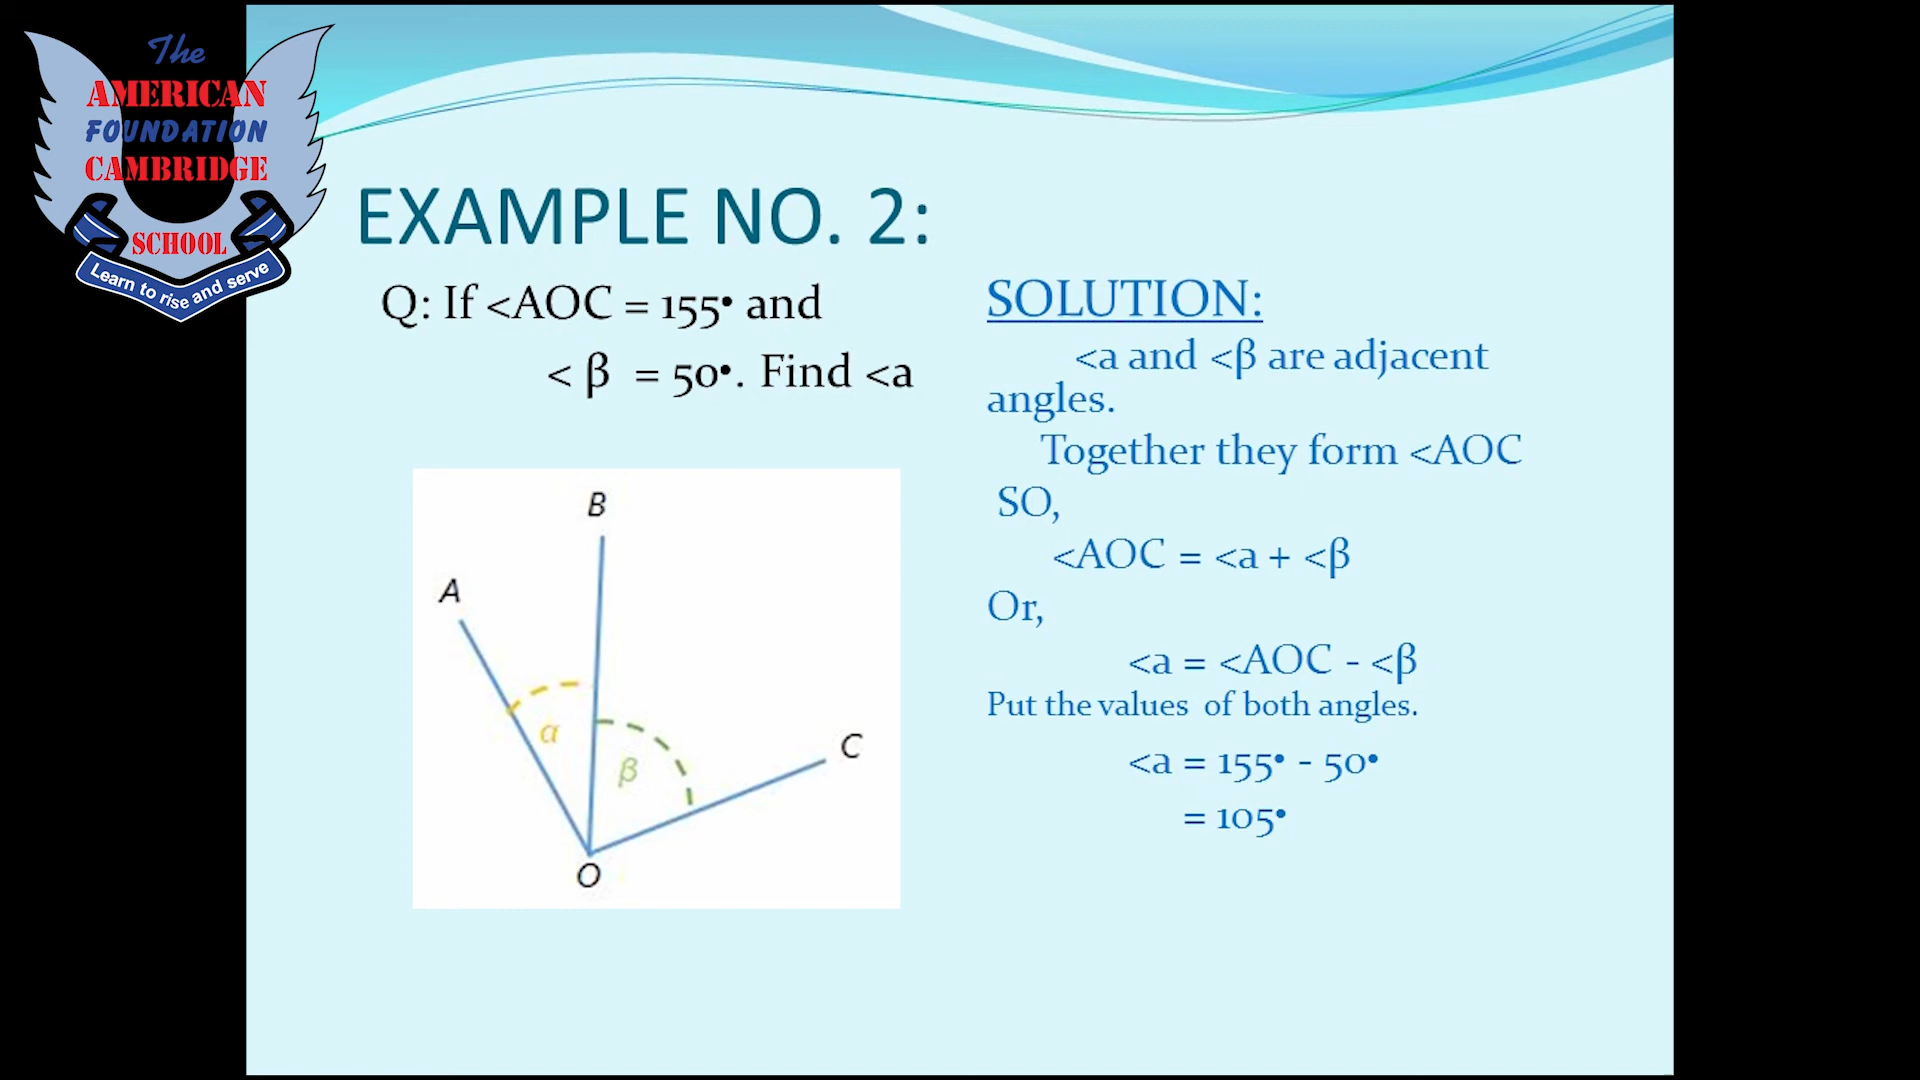 The
AMERICAN
FOUNDATION
CAMBRIDGE
SCHOOL
Learn to rise and serve
EXAMPLE NO. 2:
Q: If <AOC = 155• and
< β = 50•. Find <a
B
A
α
β
C
O
SOLUTION:
<a and <β are adjacent
angles.
Together they form <AOC
SO,
<AOC = <a + <β
Or,
<a = <AOC - <β
Put the values of both angles.
<a = 155• - 50•
= 105•